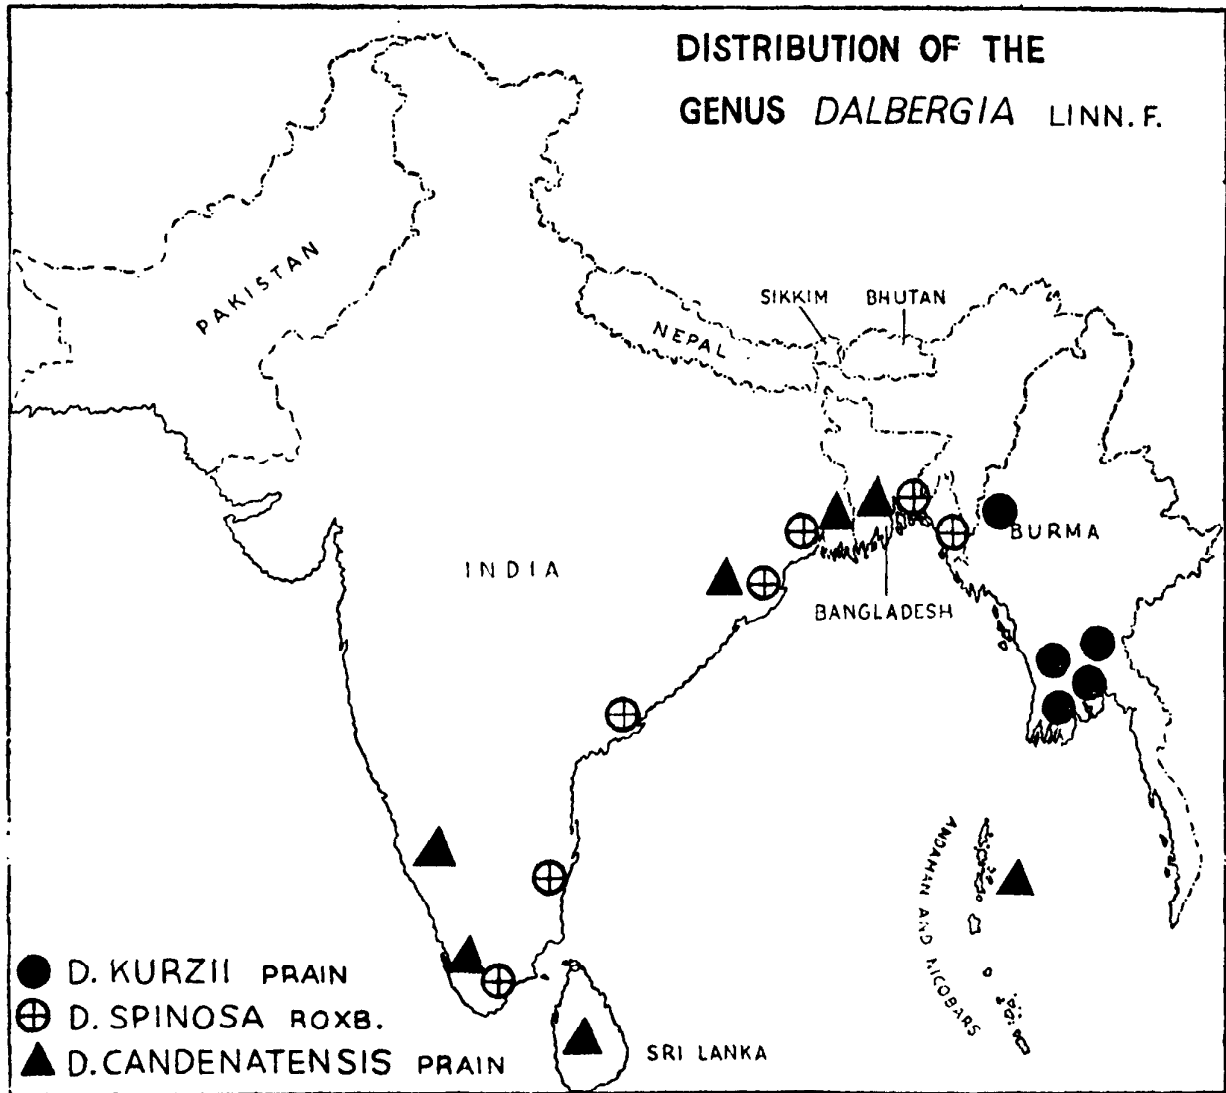 DISTRIBUTION OF THE
GENUS DALBERGIA LINN. F.
PAKISTAN
SIKKIM BHUTAN
NEPAL
INDIA
BURMA
BANGLADESH
ANDAMAN AND NICOBARS
SRI LANKA
D. KURZII PRAIN
D. SPINOSA ROXB.
D. CANDENATENSIS PRAIN